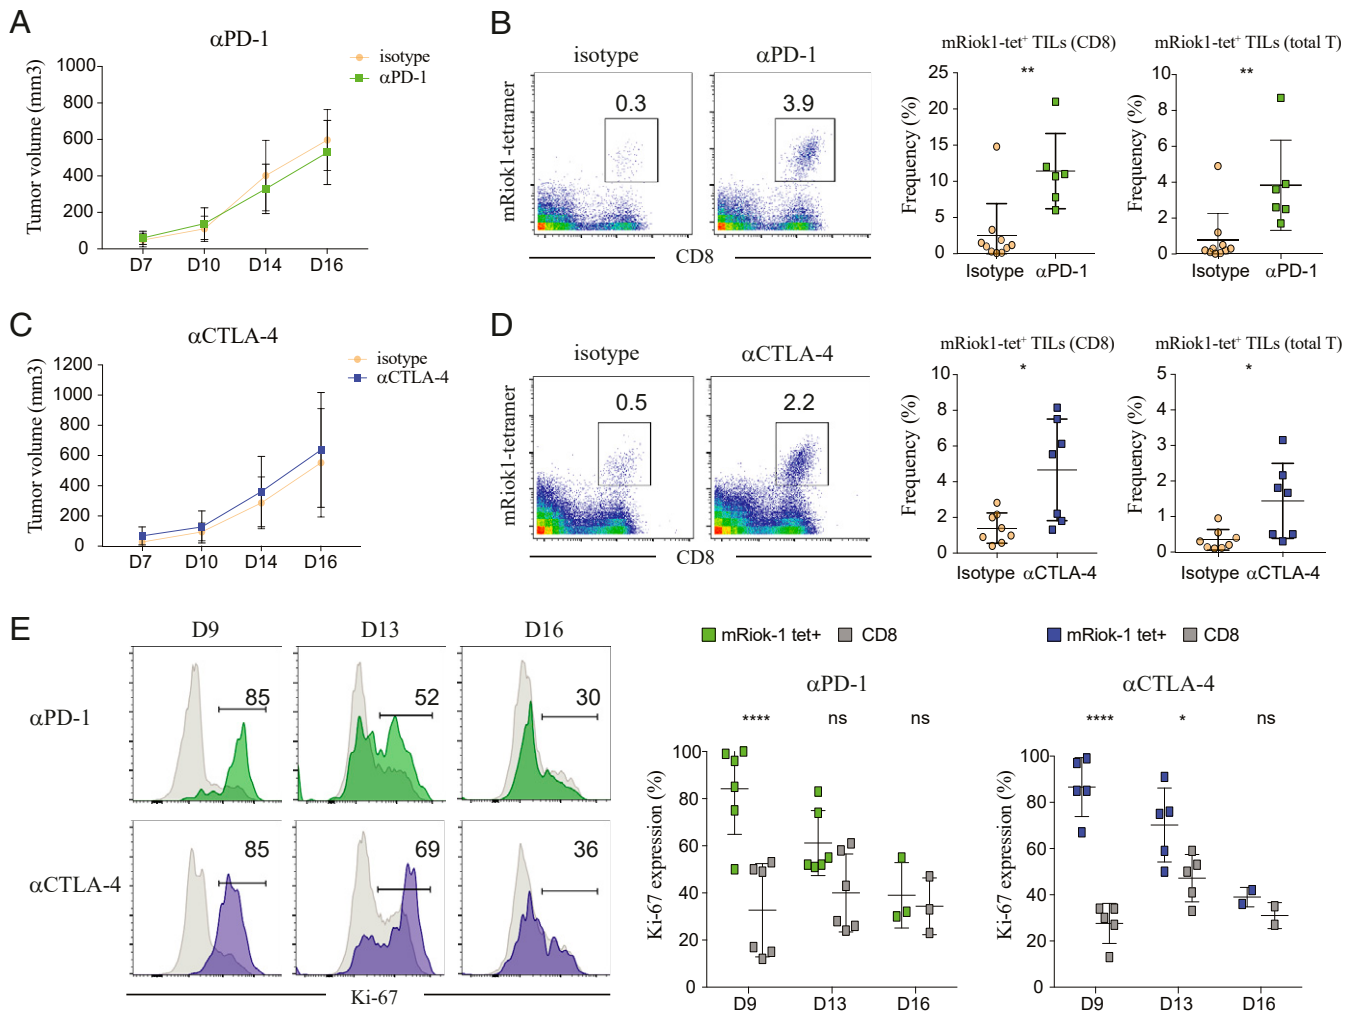 A
αPD-1
isotype
αPD-1
Tumor volume (mm3)
1000
800
600
400
200
0
D7 D10 D14 D16
B
isotype αPD-1
0.3 3.9
mRiok1-tetramer
CD8
mRiok1-tet+ TILs (CD8)
**
Frequency (%)
25
20
15
10
5
0
Isotype αPD-1
mRiok1-tet+ TILs (total T)
**
Frequency (%)
10
8
6
4
2
0
Isotype αPD-1
C
αCTLA-4
isotype
αCTLA-4
Tumor volume (mm3)
1200
1000
800
600
400
200
0
D7 D10 D14 D16
D
isotype αCTLA-4
0.5 2.2
mRiok1-tetramer
CD8
mRiok1-tet+ TILs (CD8)
*
Frequency (%)
10
8
6
4
2
0
Isotype αCTLA-4
mRiok1-tet+ TILs (total T)
*
Frequency (%)
5
4
3
2
1
0
Isotype αCTLA-4
E
D9 D13 D16
αPD-1
85 52 30
αCTLA-4
85 69 36
Ki-67
mRiok-1 tet+ CD8
αPD-1
**** ns ns
Ki-67 expression (%)
100
80
60
40
20
0
D9 D13 D16
mRiok-1 tet+ CD8
αCTLA-4
**** * ns
Ki-67 expression (%)
100
80
60
40
20
0
D9 D13 D16